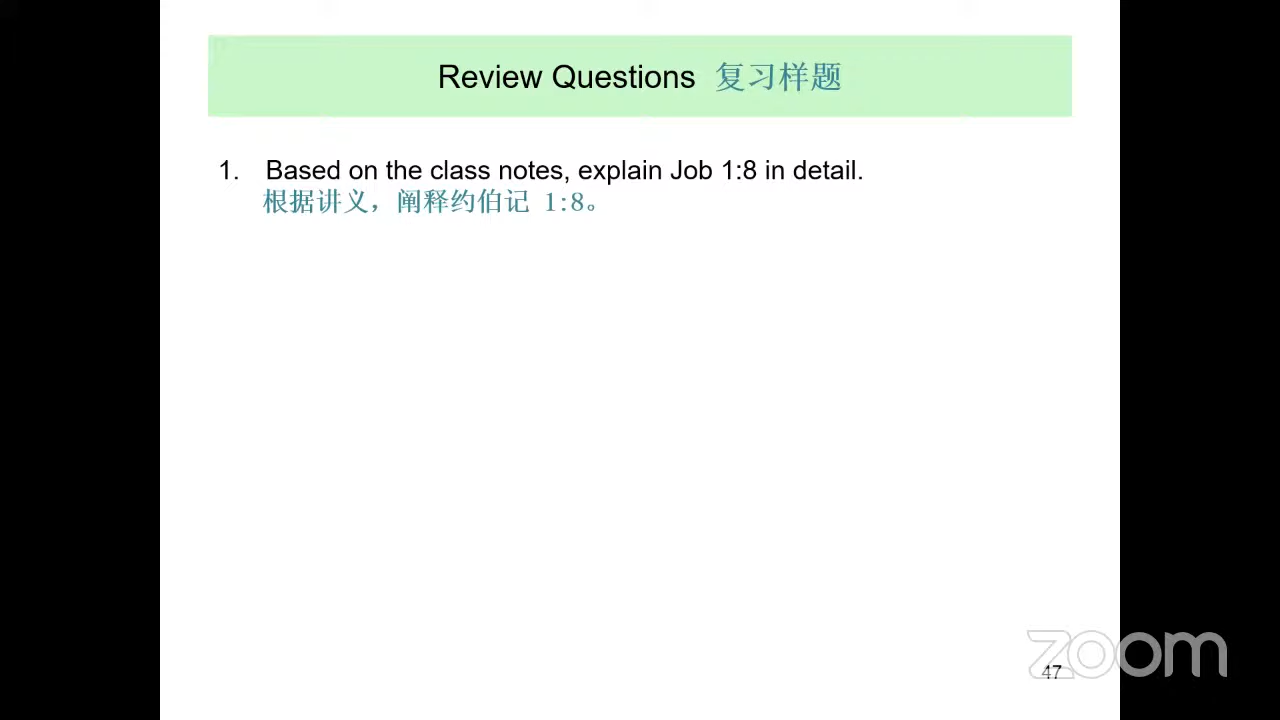 Review Questions 复习样题
1. Based on the class notes, explain Job 1:8 in detail.
根据讲义，阐释约伯记 1:8。
zoom
47